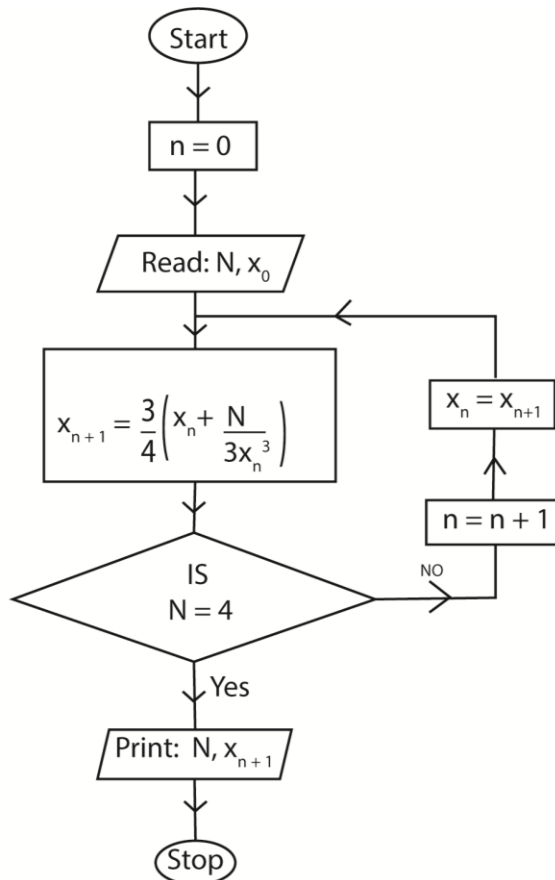 Start
n = 0
Read: N, x₀
xₙ₊₁ = 3/4 (xₙ + N/3xₙ³)
xₙ = xₙ₊₁
n = n + 1
IS
N = 4
NO
Yes
Print: N, xₙ₊₁
Stop